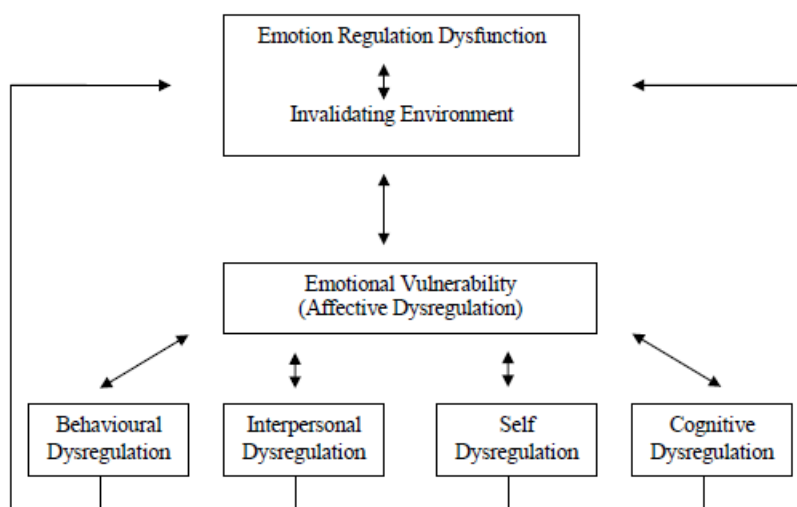 Emotion Regulation Dysfunction
Invalidating Environment
Emotional Vulnerability
(Affective Dysregulation)
Behavioural
Dysregulation
Interpersonal
Dysregulation
Self
Dysregulation
Cognitive
Dysregulation